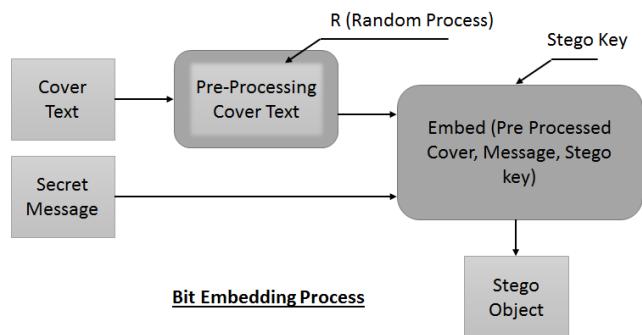 R (Random Process)
Stego Key
Cover
Text
Pre-Processing
Cover Text
Embed (Pre Processed
Cover, Message, Stego
key)
Secret
Message
Bit Embedding Process
Stego
Object